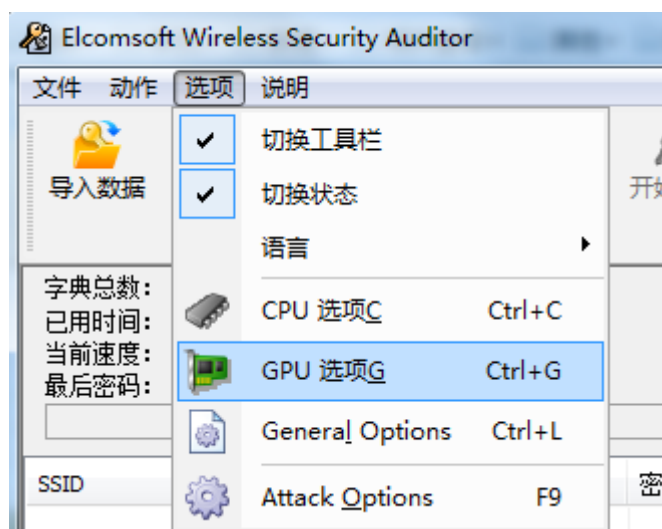 Elcomsoft Wireless Security Auditor
文件 动作 选项 说明
导入数据
切换工具栏
切换状态
语言
字典总数:
已用时间:
当前速度:
最后密码:
CPU 选项C Ctrl+C
GPU 选项G Ctrl+G
General Options Ctrl+L
Attack Options F9
SSID